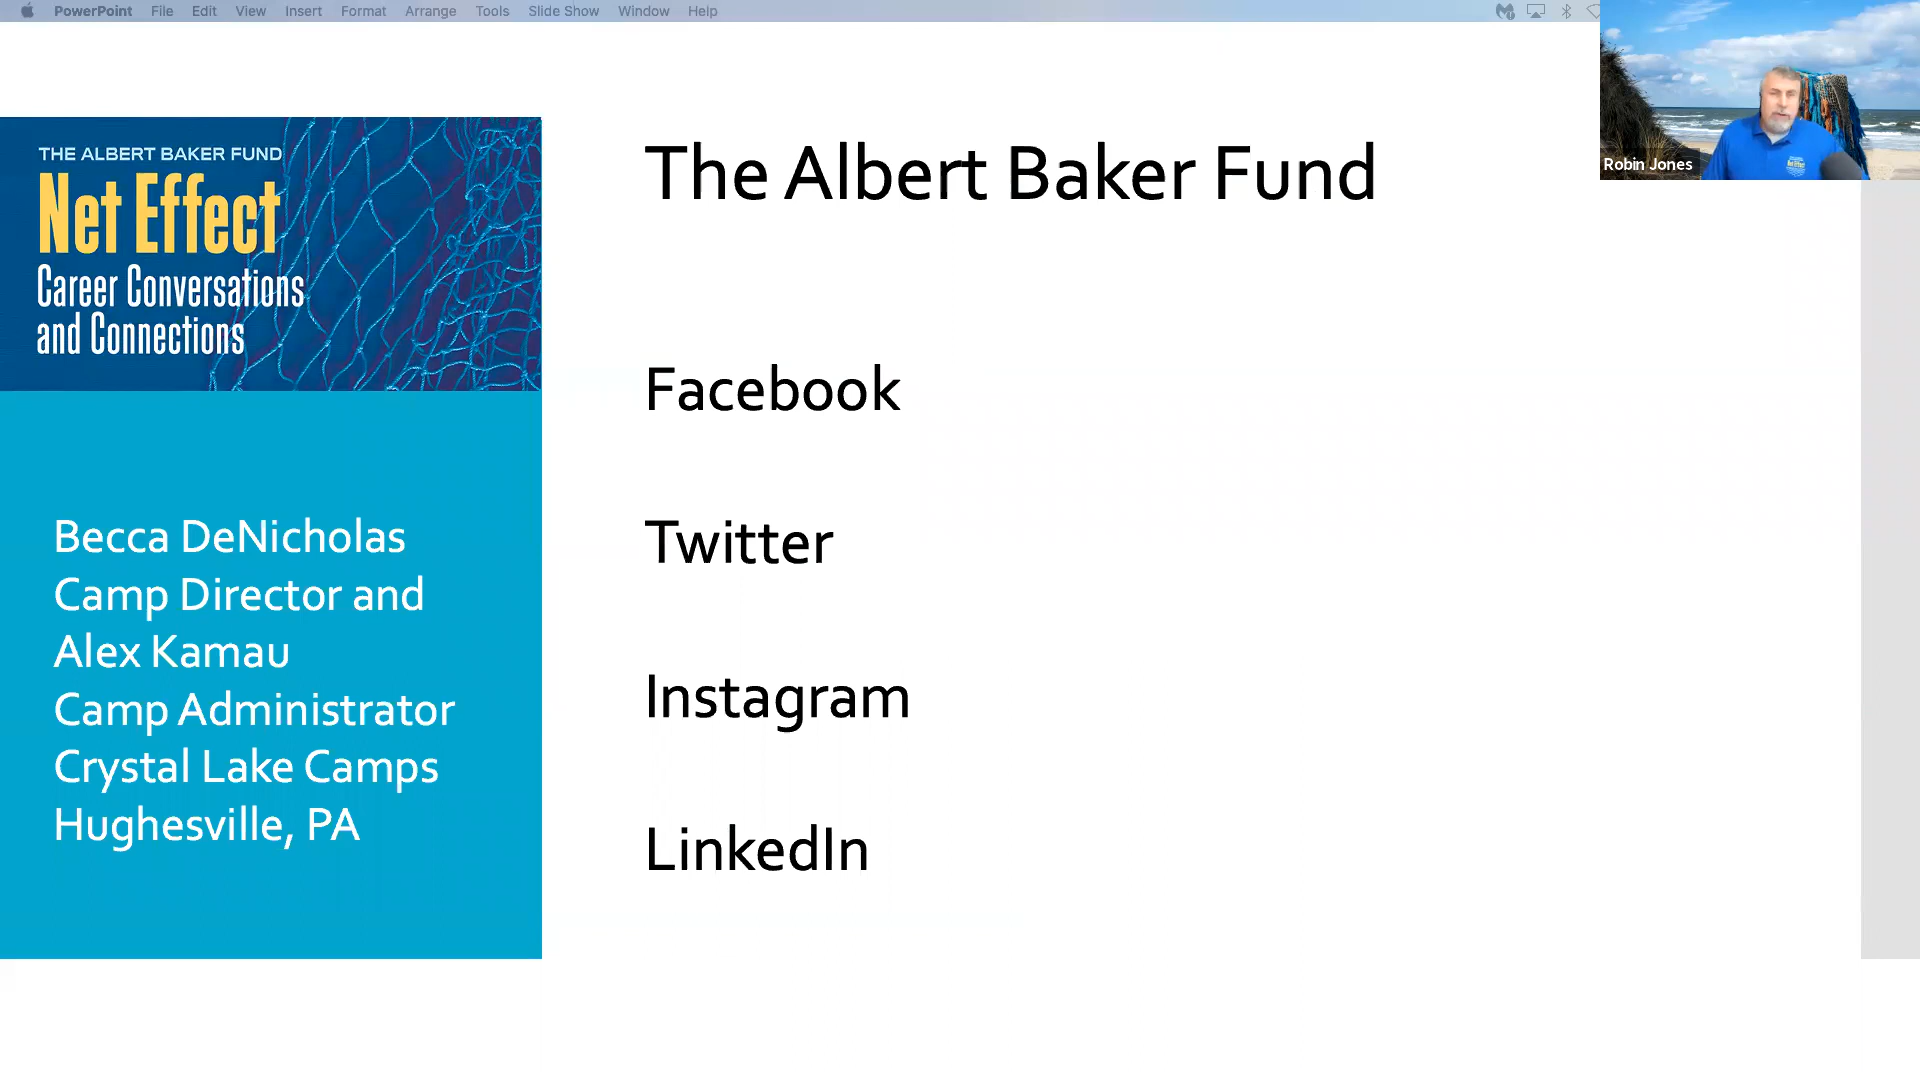 PowerPoint File Edit View Insert Format Arrange Tools Slide Show Window Help
Robin Jones
THE ALBERT BAKER FUND
Net Effect
Career Conversations
and Connections
Becca DeNicholas
Camp Director and
Alex Kamau
Camp Administrator
Crystal Lake Camps
Hughesville, PA
The Albert Baker Fund
Facebook
Twitter
Instagram
LinkedIn